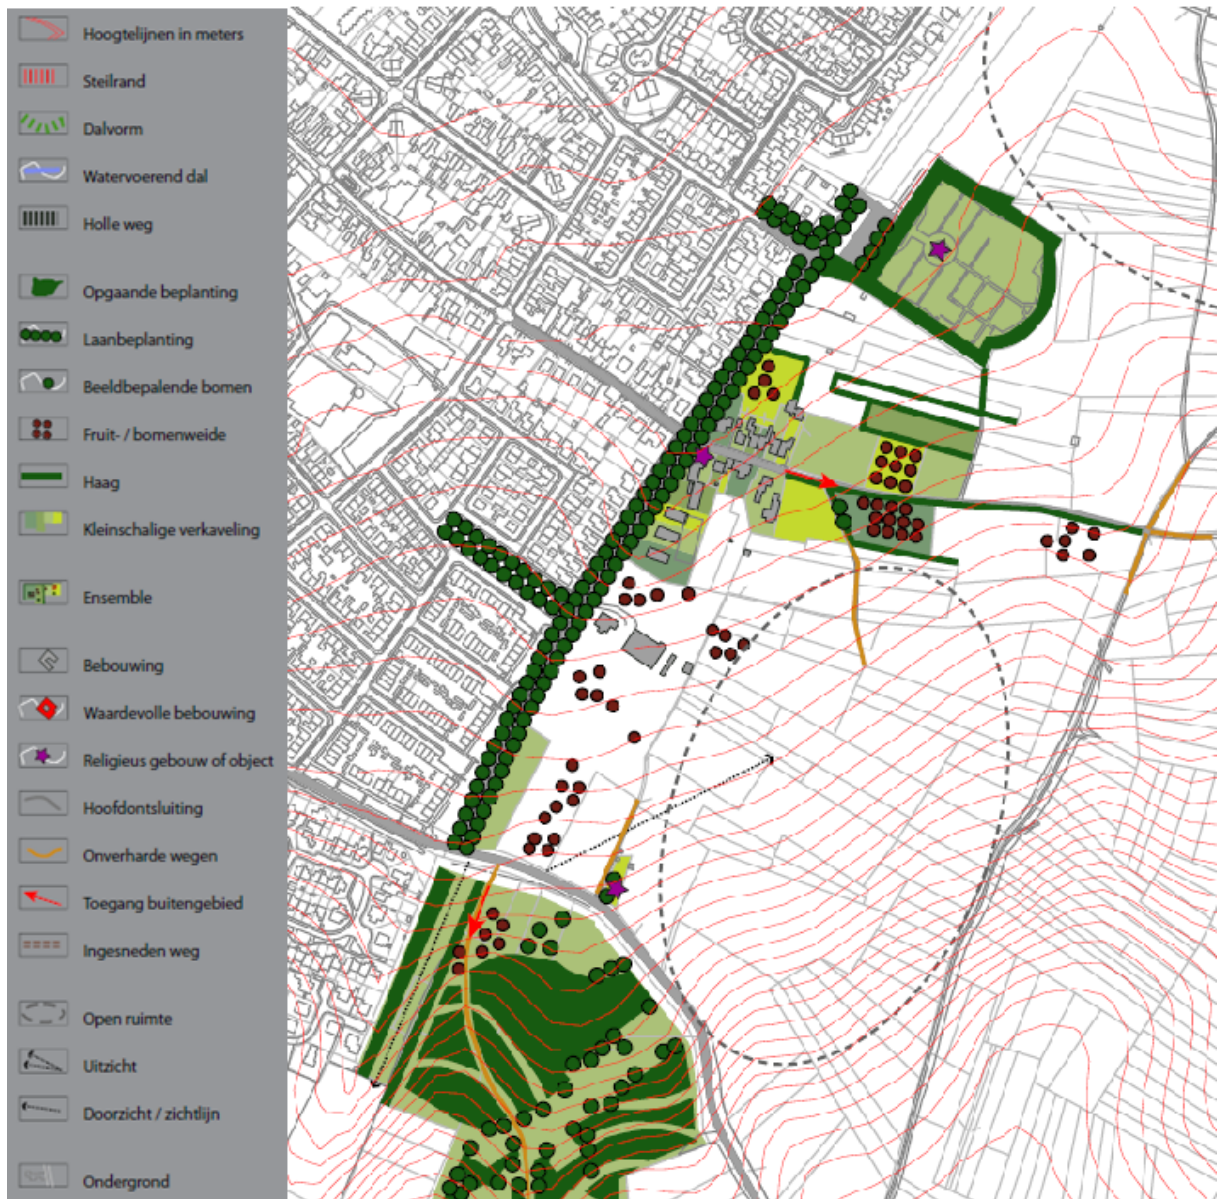 Hoogtelijnen in meters
Steilrand
Dalvorm
Watervoerend dal
Holle weg
Opgaande beplanting
Laanbeplanting
Beeldbepalende bomen
Fruit- / bomenweide
Haag
Kleinschalige verkaveling
Ensemble
Bebouwing
Waardevolle bebouwing
Religieus gebouw of object
Hoofdontsluiting
Onverharde wegen
Toegang buitengebied
Ingesneden weg
Open ruimte
Uitzicht
Doorzicht / zichtlijn
Ondergrond